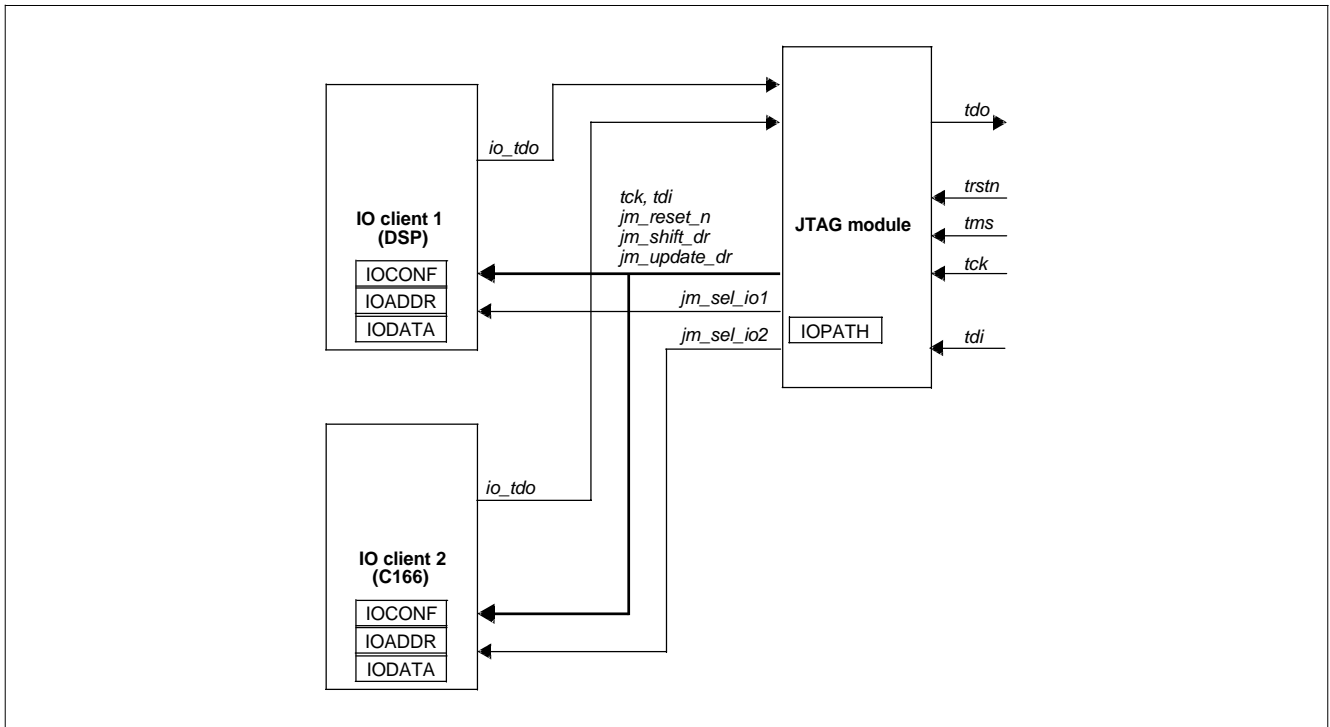 io_tdo
IO client 1
(DSP)
IOCONF
IOADDR
IODATA
tck, tdi
jm_reset_n
jm_shift_dr
jm_update_dr
jm_sel_io1
jm_sel_io2
JTAG module
IOPATH
tdo
trstn
tms
tck
tdi
io_tdo
IO client 2
(C166)
IOCONF
IOADDR
IODATA